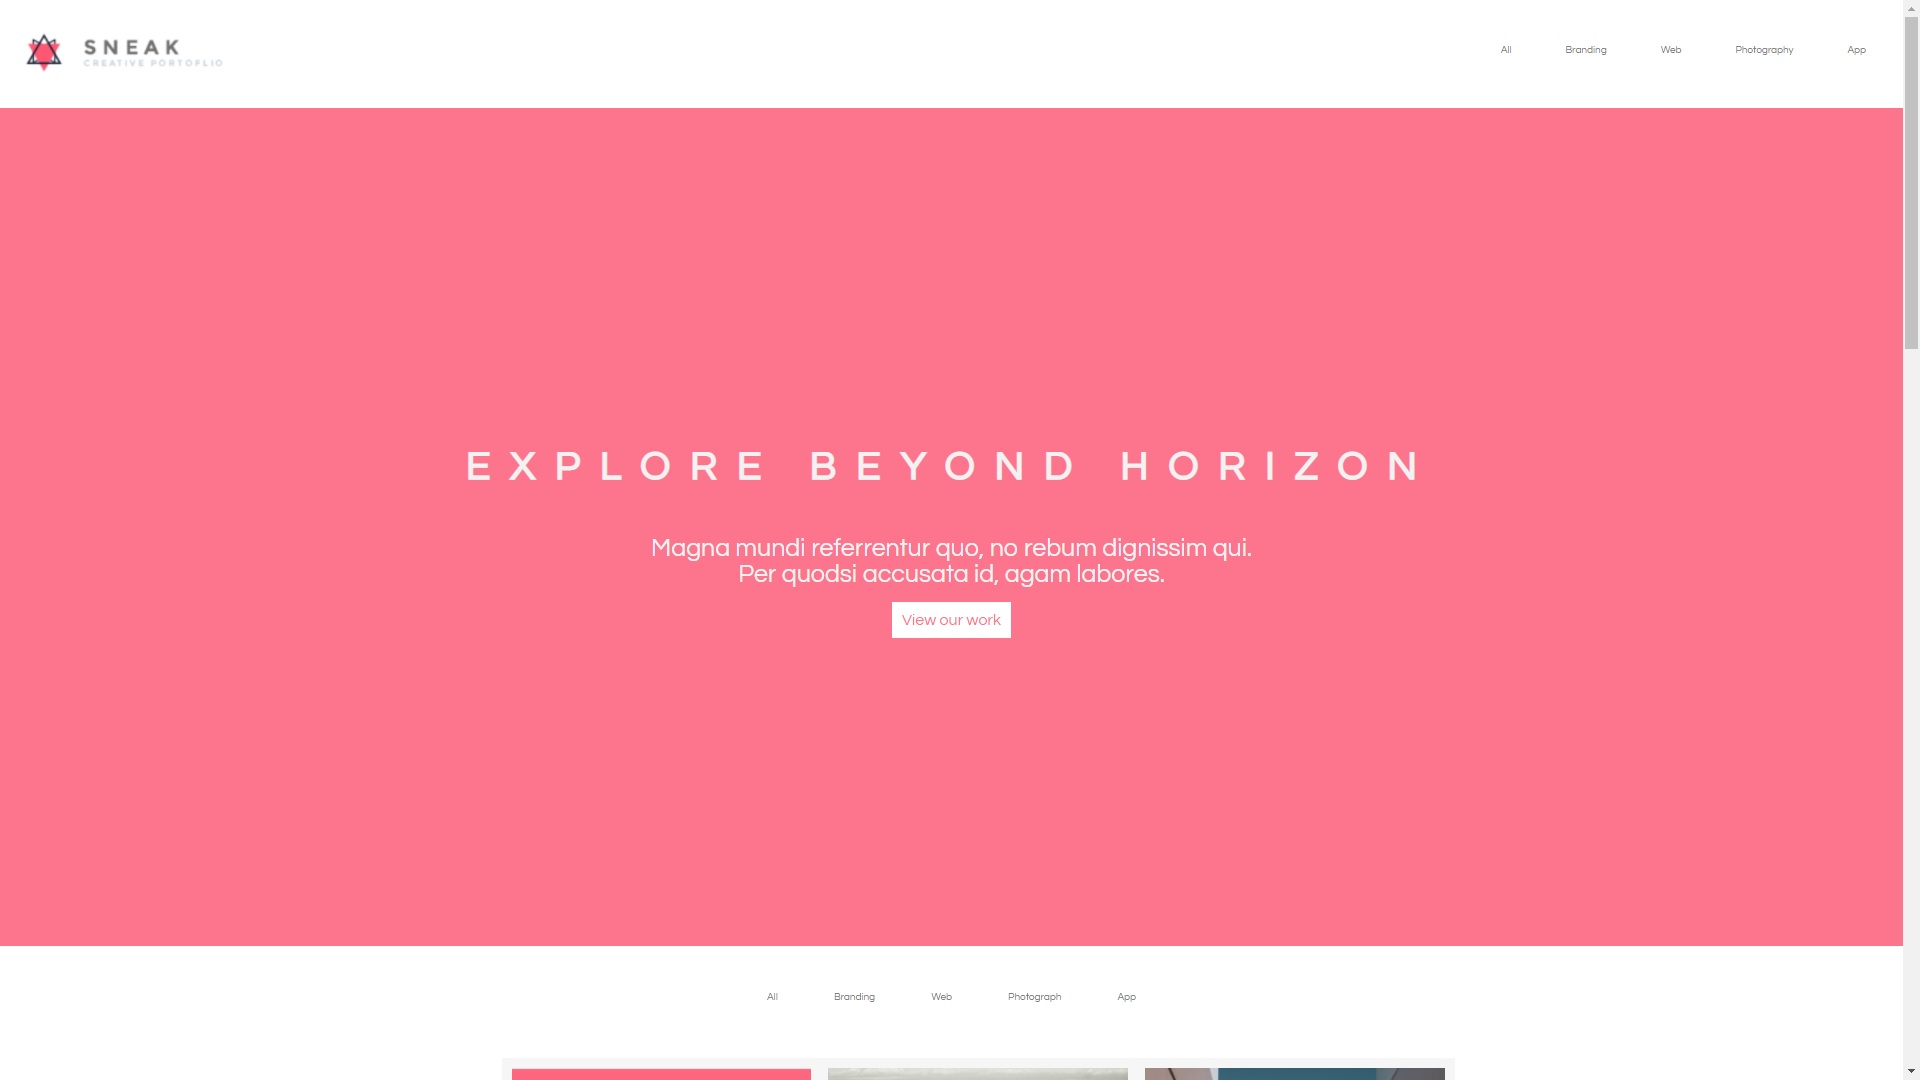 SNEAK
CREATIVE PORTOFLIO
All Branding Web Photography App
EXPLORE BEYOND HORIZON
Magna mundi referrentur quo, no rebum dignissim qui.
Per quodsi accusata id, agam labores.
View our work
All Branding Web Photograph App